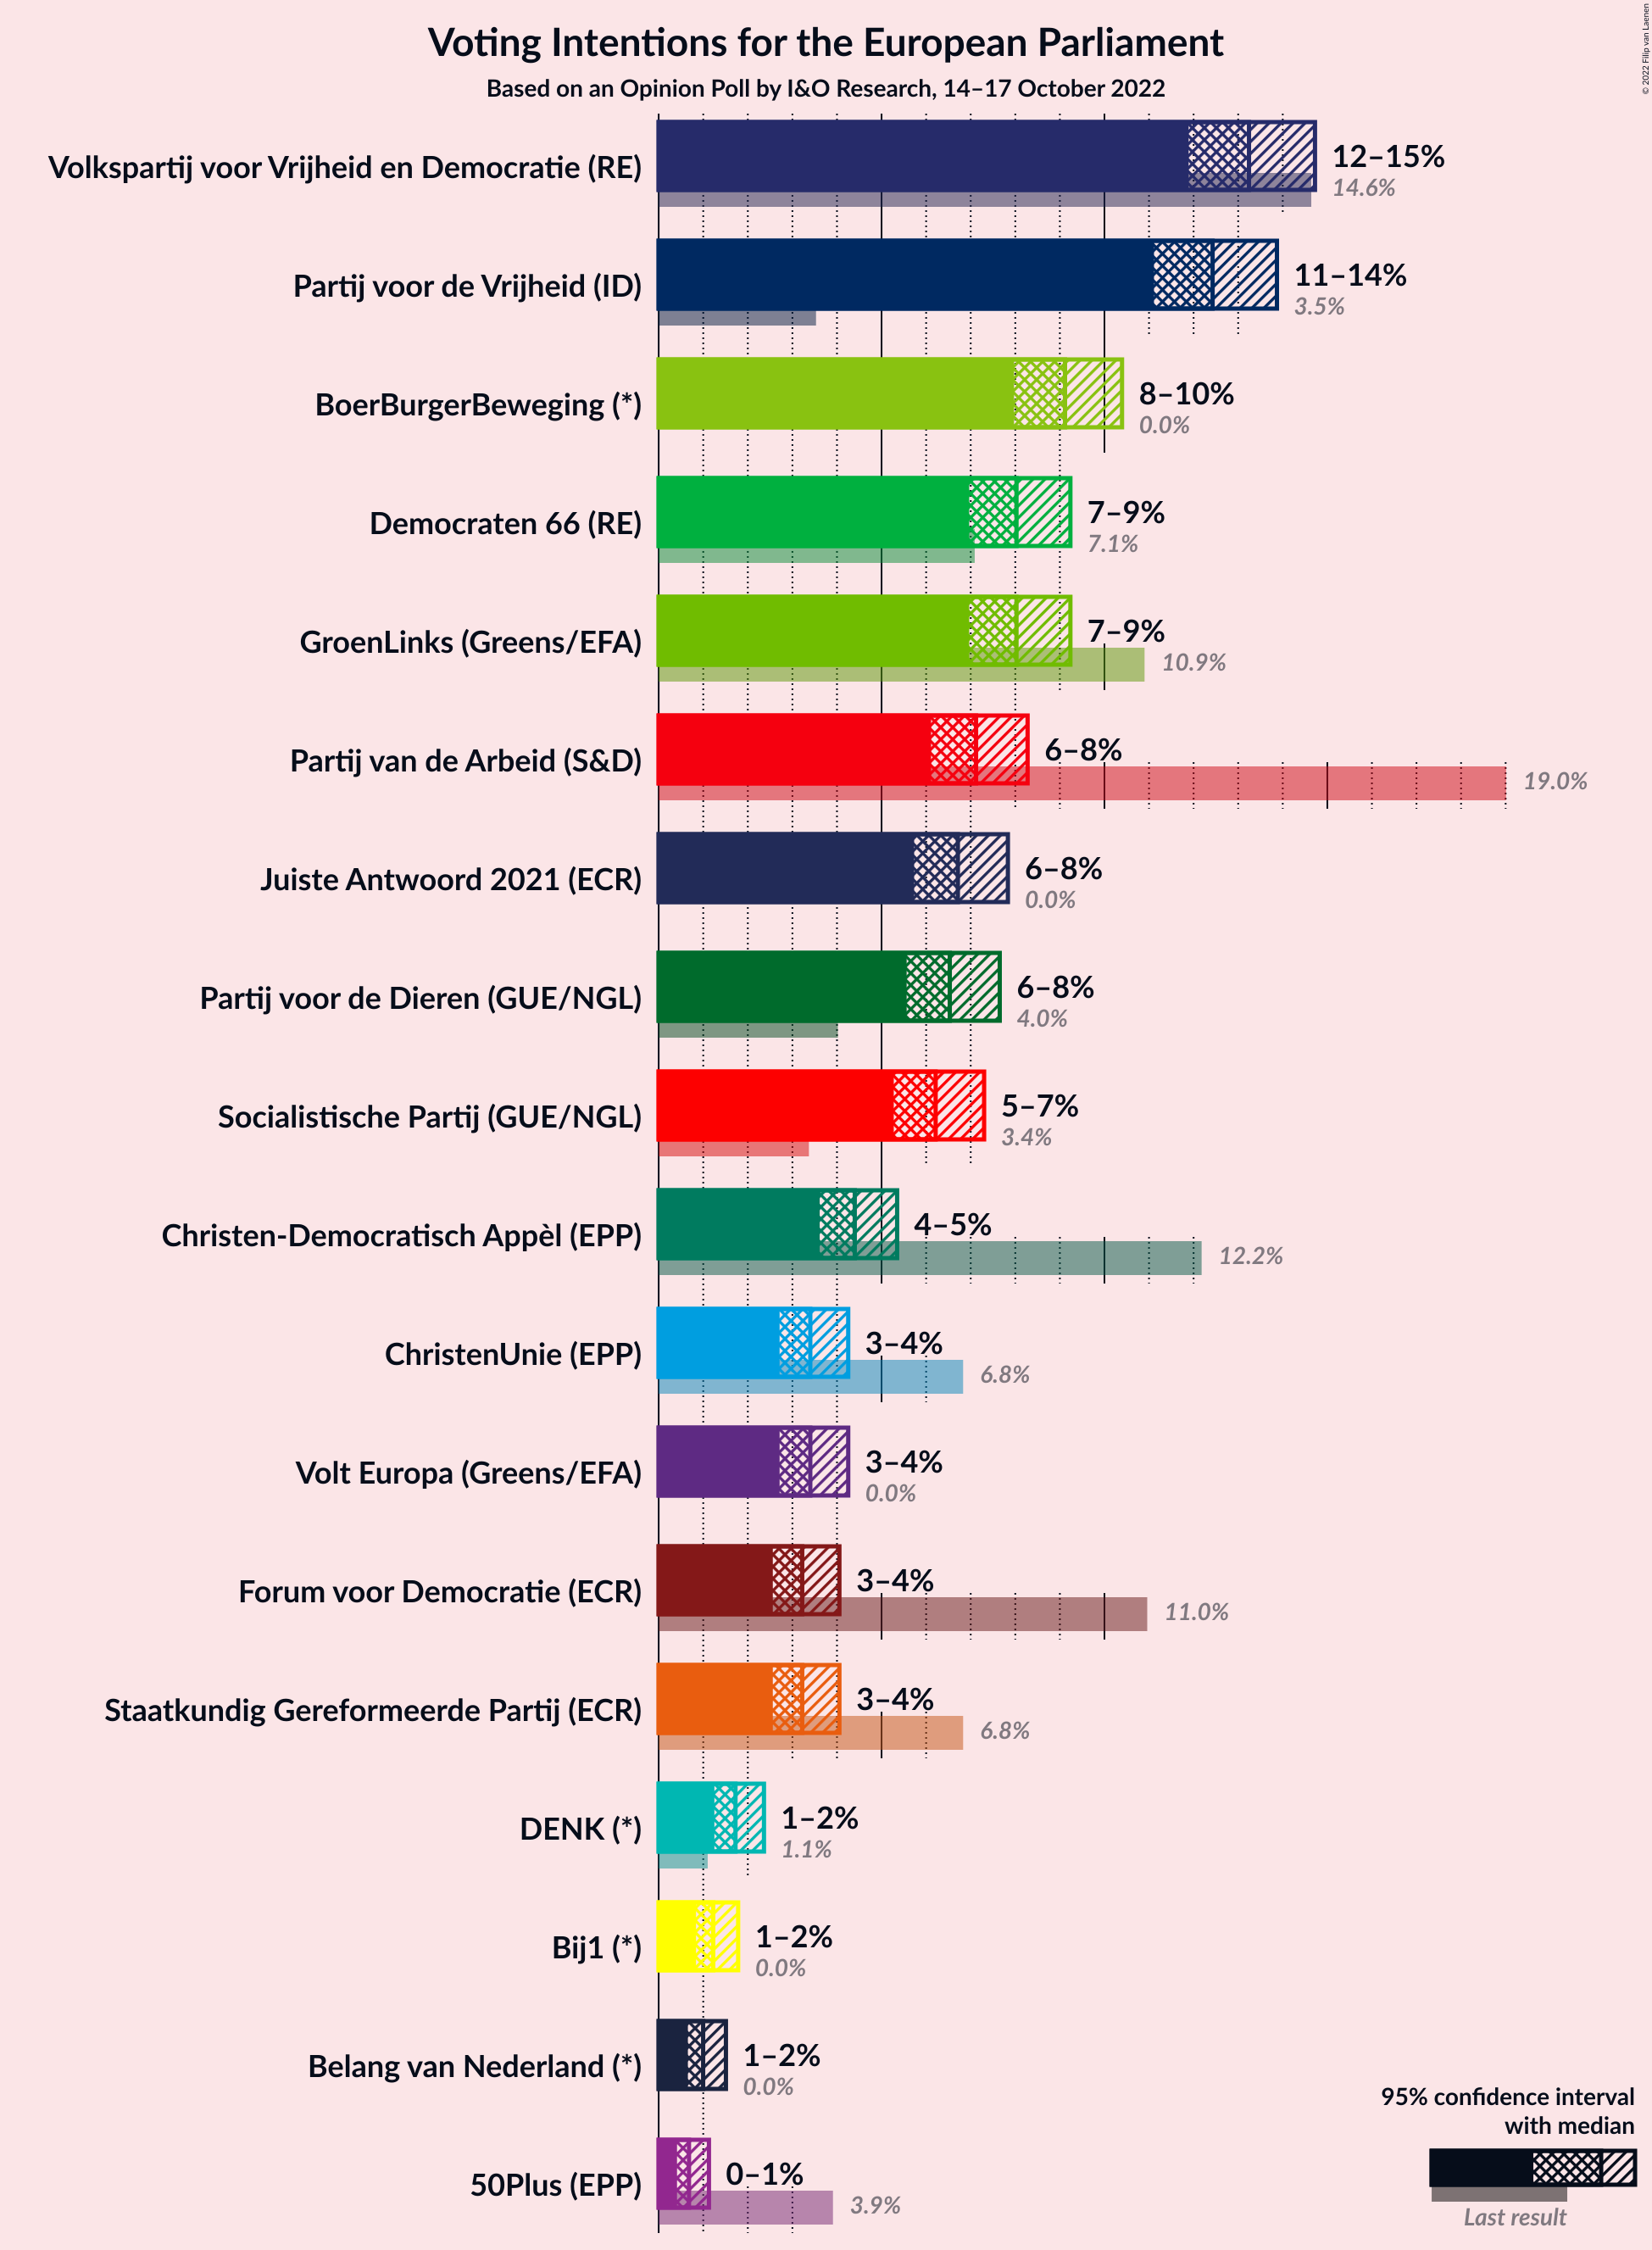 Voting Intentions for the European Parliament
Based on an Opinion Poll by I&O Research, 14–17 October 2022
© 2022 Filip van Laenen
Volkspartij voor Vrijheid en Democratie (RE)
12–15%
14.6%
Partij voor de Vrijheid (ID)
11–14%
3.5%
BoerBurgerBeweging (*)
8–10%
0.0%
Democraten 66 (RE)
7–9%
7.1%
GroenLinks (Greens/EFA)
7–9%
10.9%
Partij van de Arbeid (S&D)
6–8%
19.0%
Juiste Antwoord 2021 (ECR)
6–8%
0.0%
Partij voor de Dieren (GUE/NGL)
6–8%
4.0%
Socialistische Partij (GUE/NGL)
5–7%
3.4%
Christen-Democratisch Appèl (EPP)
4–5%
12.2%
ChristenUnie (EPP)
3–4%
6.8%
Volt Europa (Greens/EFA)
3–4%
0.0%
Forum voor Democratie (ECR)
3–4%
11.0%
Staatkundig Gereformeerde Partij (ECR)
3–4%
6.8%
DENK (*)
1–2%
1.1%
Bij1 (*)
1–2%
0.0%
Belang van Nederland (*)
1–2%
0.0%
50Plus (EPP)
0–1%
3.9%
95% confidence interval
with median
Last result